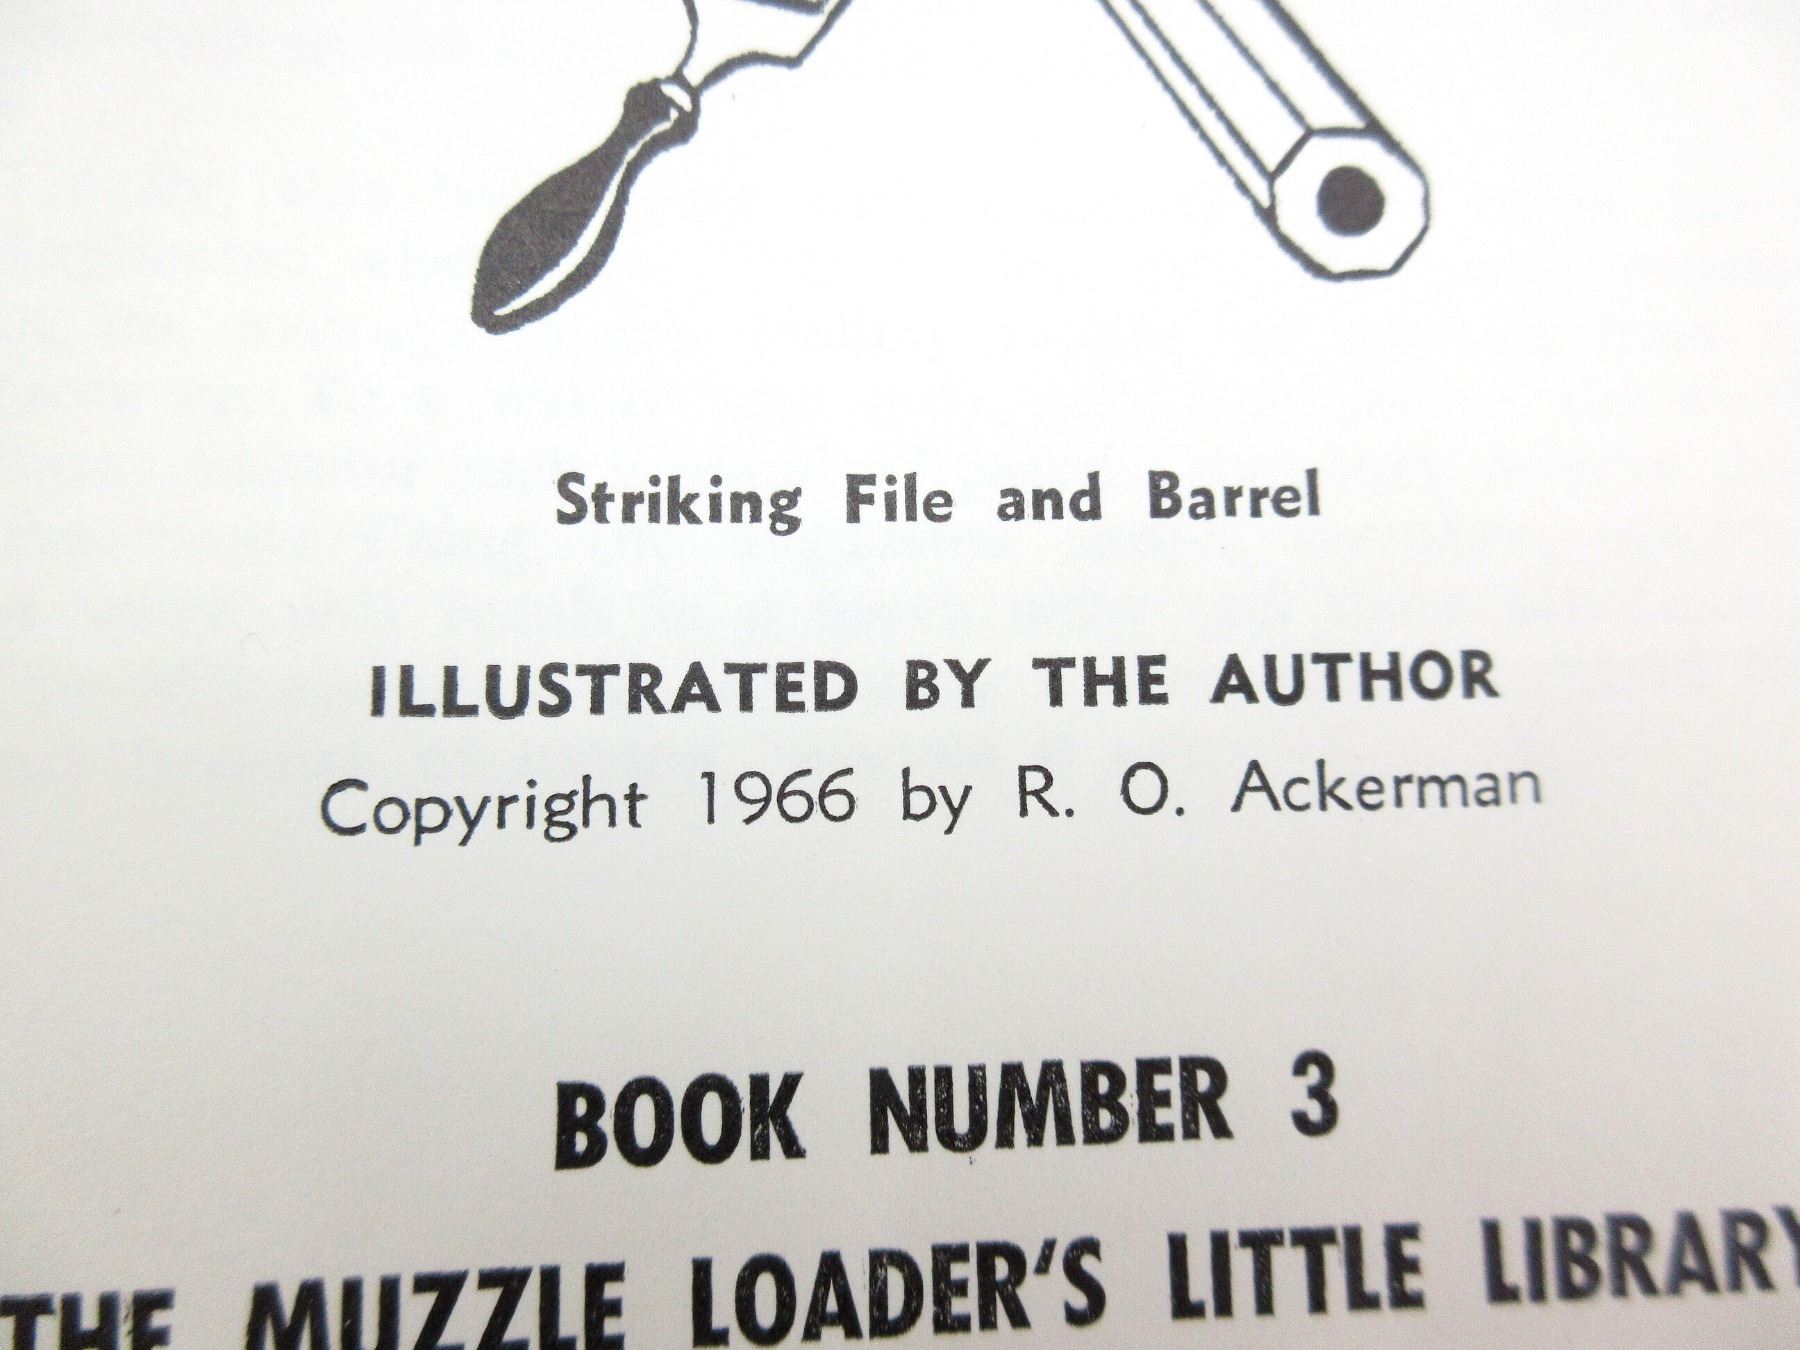 Striking File and Barrel
ILLUSTRATED BY THE AUTHOR
Copyright 1966 by R. O. Ackerman
BOOK NUMBER 3
THE MUZZLE LOADER'S LITTLE LIBRARY